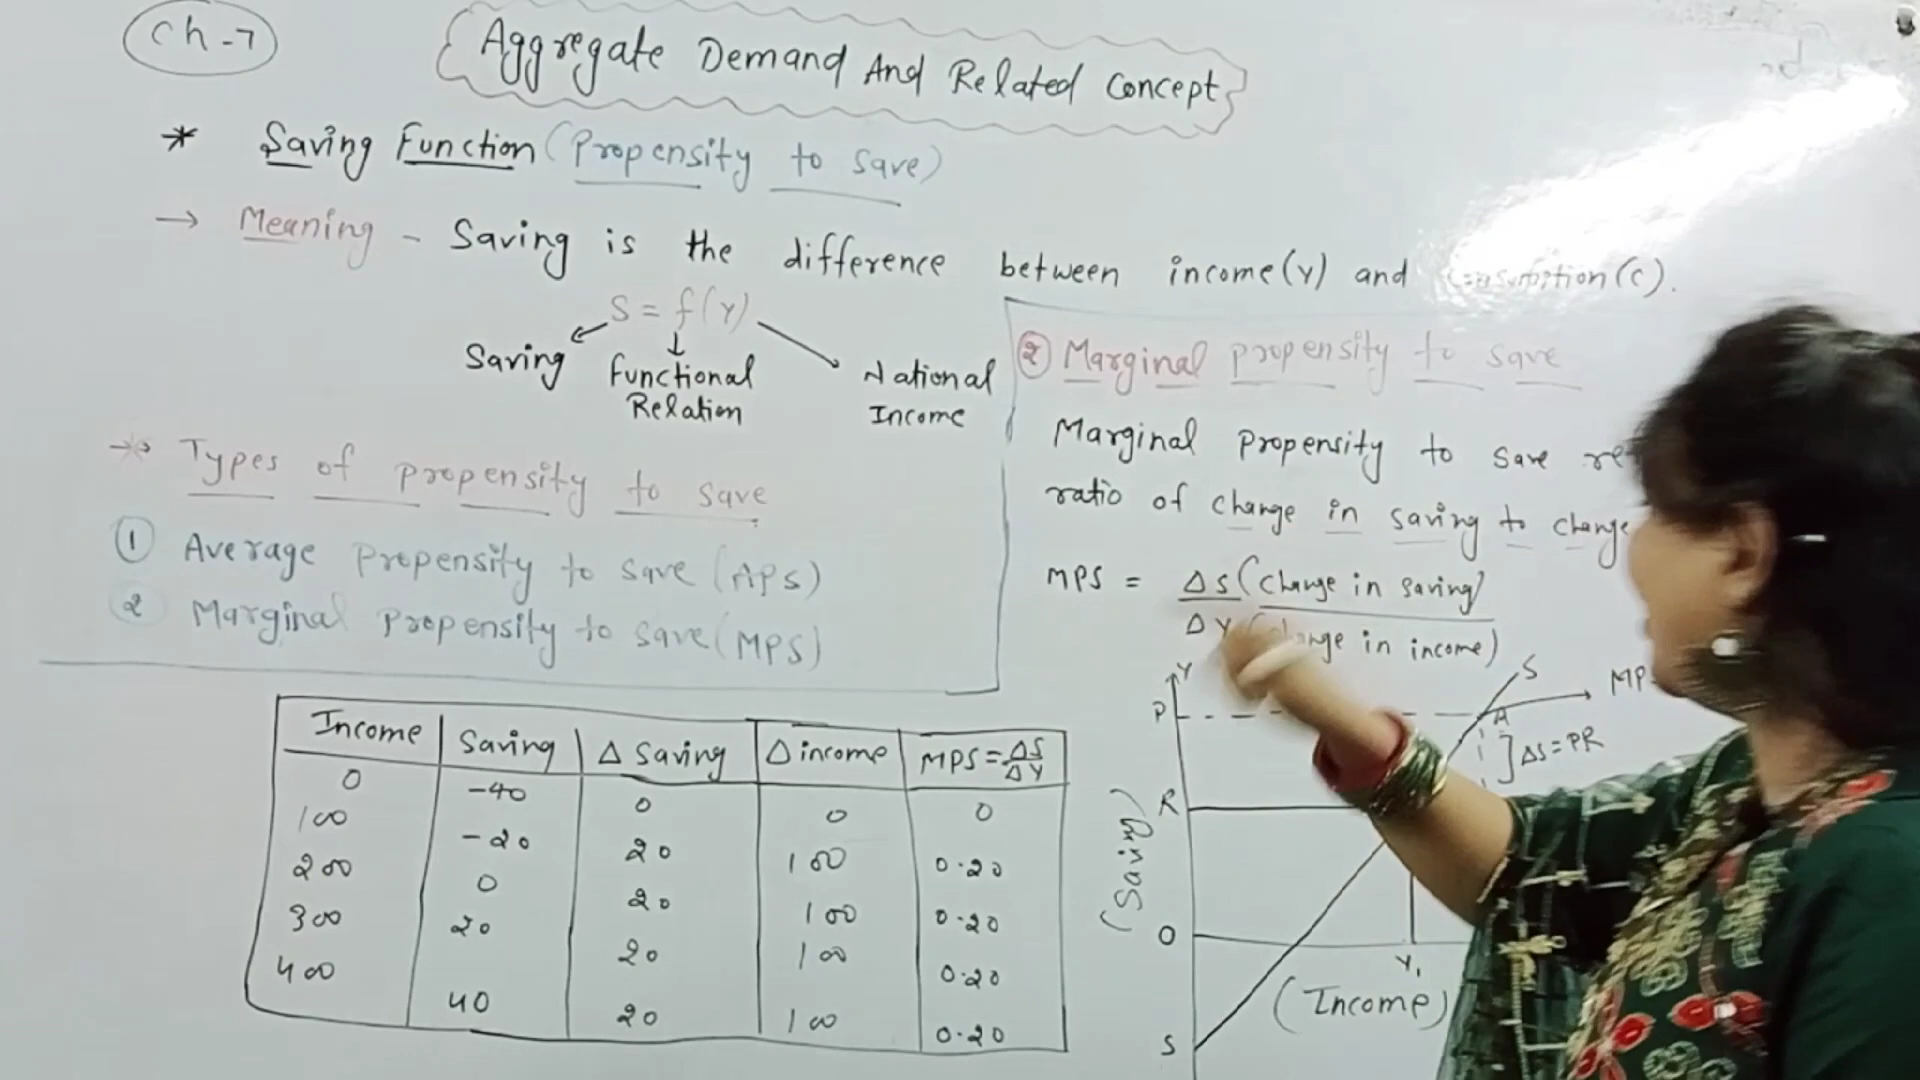 Ch-7
Aggregate Demand And Related Concept
* Saving Function (Propensity to save)
→ Meaning - Saving is the difference between income(Y) and consumption(c).
S = f(Y)
Saving
Functional
Relation
National
Income
→ Types of propensity to save
① Average Propensity to save (APS)
② Marginal Propensity to save (MPS)
② Marginal propensity to save
Marginal Propensity to save
ratio of change in saving to change
MPS = ΔS (change in saving)
ΔY (change in income)
Income | Saving | Δ Saving | Δ income | MPS = ΔS/ΔY
0 | -40 | 0 | 0 | 0
100 | -20 | 20 | 100 | 0.20
200 | 0 | 20 | 100 | 0.20
300 | 20 | 20 | 100 | 0.20
400 | 40 | 20 | 100 | 0.20
Y
S
P
A
ΔS = PR
R
(Saving)
O
Y₁
(Income)
S